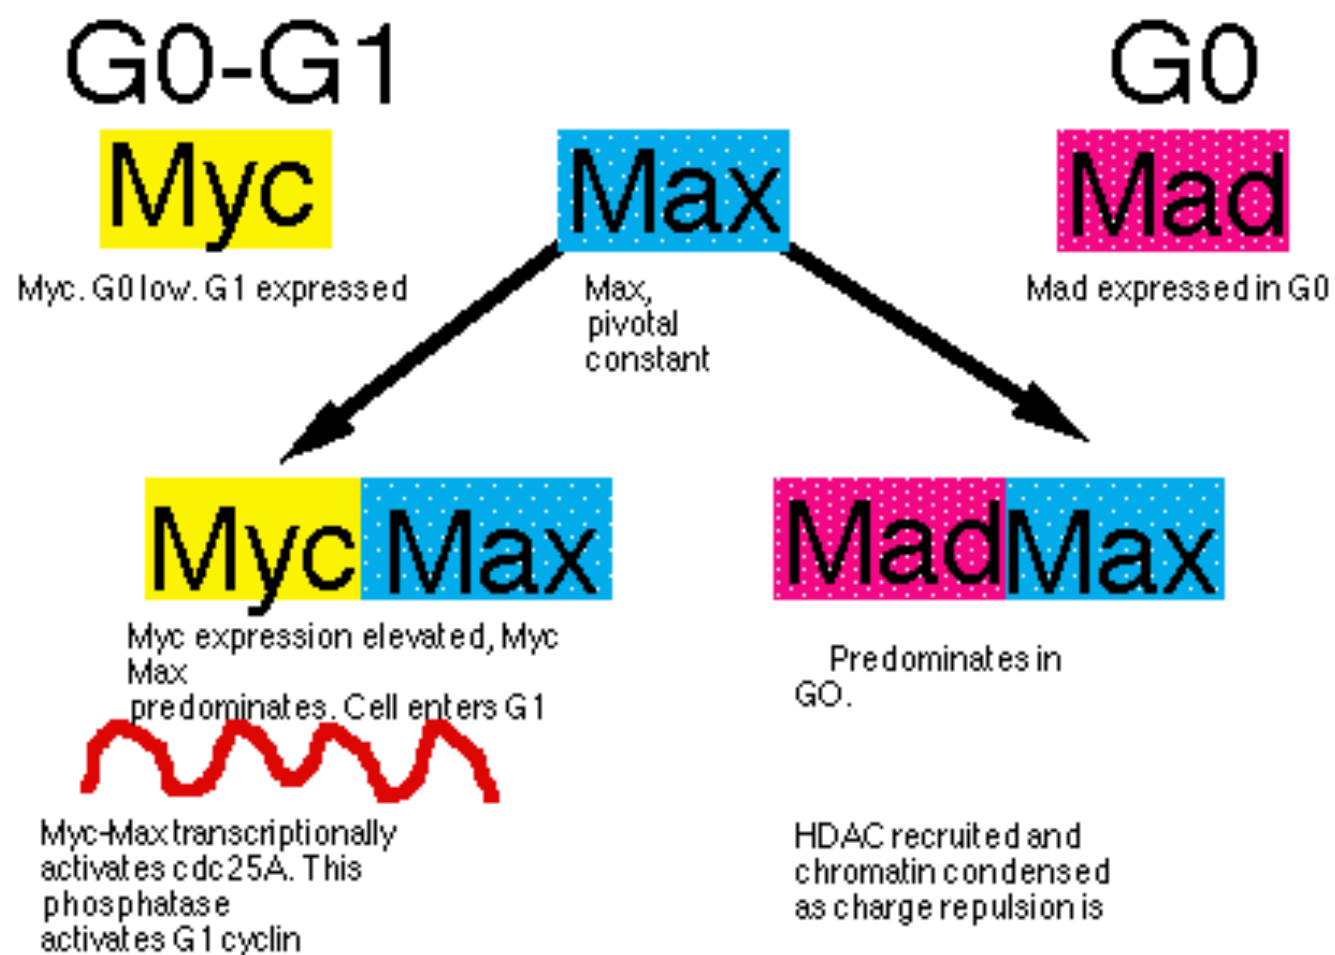 G0-G1
G0
Myc
Max
Mad
Myc. G0 low. G1 expressed
Max,
pivotal
constant
Mad expressed in G0
Myc Max
Mad Max
Myc expression elevated, Myc
Max
predominates. Cell enters G1
Predominates in
GO.
Myc-Max transcriptionally
activates cdc25A. This
phosphatase
activates G1 cyclin
HDAC recruited and
chromatin condensed
as charge repulsion is